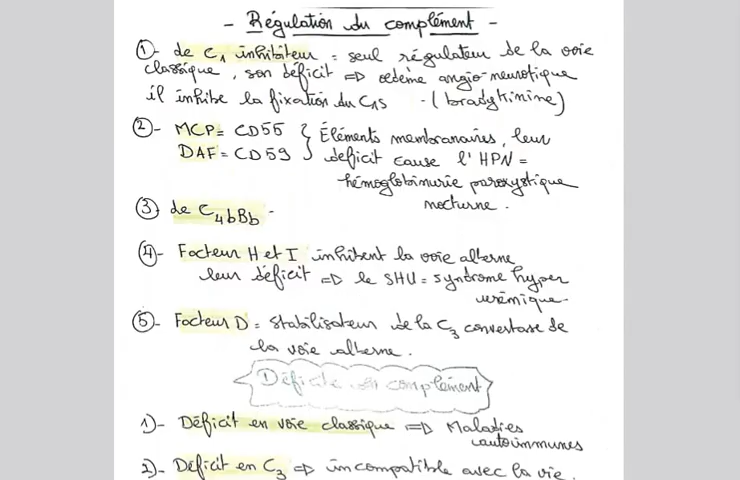 - Régulation du complément -
① - de C1 inhibiteur = seul régulateur de la voie
classique, son déficit => œdème angio-neurotique
il inhibe la fixation du C1S - (bradykinine)
② - MCP = CD55 } Éléments membranaires, leur
DAF = CD59 } deficit cause l'HPN =
hémoglobinurie paroxystique
nocturne.
③ de C4bBb -
④ - Facteur H et I inhibent la voie alterne
leur déficit => le SHU = syndrome hyper
urémique -
⑤ - Facteur D = stabilisateur de la C3 convertase de
la voie alterne.
Déficit en complément
1) - Déficit en voie classique => Maladies
autoimmunes
2) - Déficit en C3 => incompatible avec la vie.